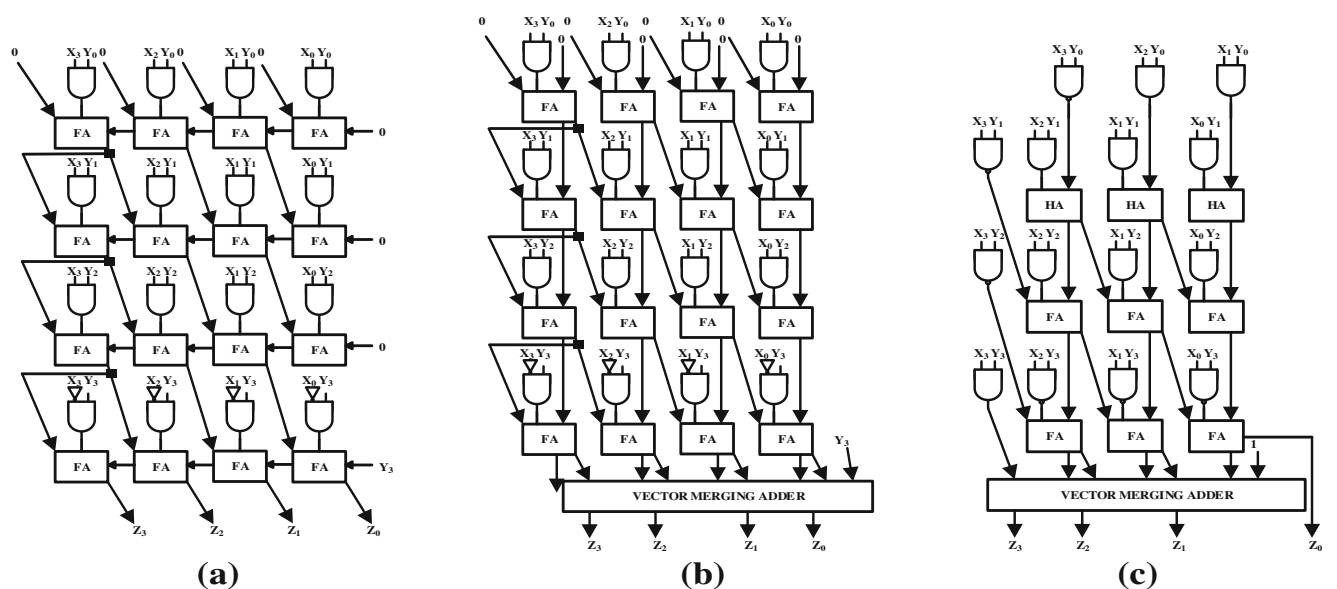 0 X3 Y0 0 X2 Y0 0 X1 Y0 0 X0 Y0
FA FA FA FA 0
X3 Y1 X2 Y1 X1 Y1 X0 Y1
FA FA FA FA 0
X3 Y2 X2 Y2 X1 Y2 X0 Y2
FA FA FA FA 0
X3 Y3 X2 Y3 X1 Y3 X0 Y3
FA FA FA FA Y3
Z3 Z2 Z1 Z0
(a)
0 X3 Y0 0 X2 Y0 0 X1 Y0 0 X0 Y0
0 0 0 0
FA FA FA FA
X3 Y1 X2 Y1 X1 Y1 X0 Y1
FA FA FA FA
X3 Y2 X2 Y2 X1 Y2 X0 Y2
FA FA FA FA
X3 Y3 X2 Y3 X1 Y3 X0 Y3
FA FA FA FA Y3
VECTOR MERGING ADDER
Z3 Z2 Z1 Z0
(b)
X3 Y0 X2 Y0 X1 Y0
X3 Y1 X2 Y1 X1 Y1 X0 Y1
HA HA HA
X3 Y2 X2 Y2 X1 Y2 X0 Y2
FA FA FA
X3 Y3 X2 Y3 X1 Y3 X0 Y3
FA FA FA 1
VECTOR MERGING ADDER
Z3 Z2 Z1 Z0
(c)